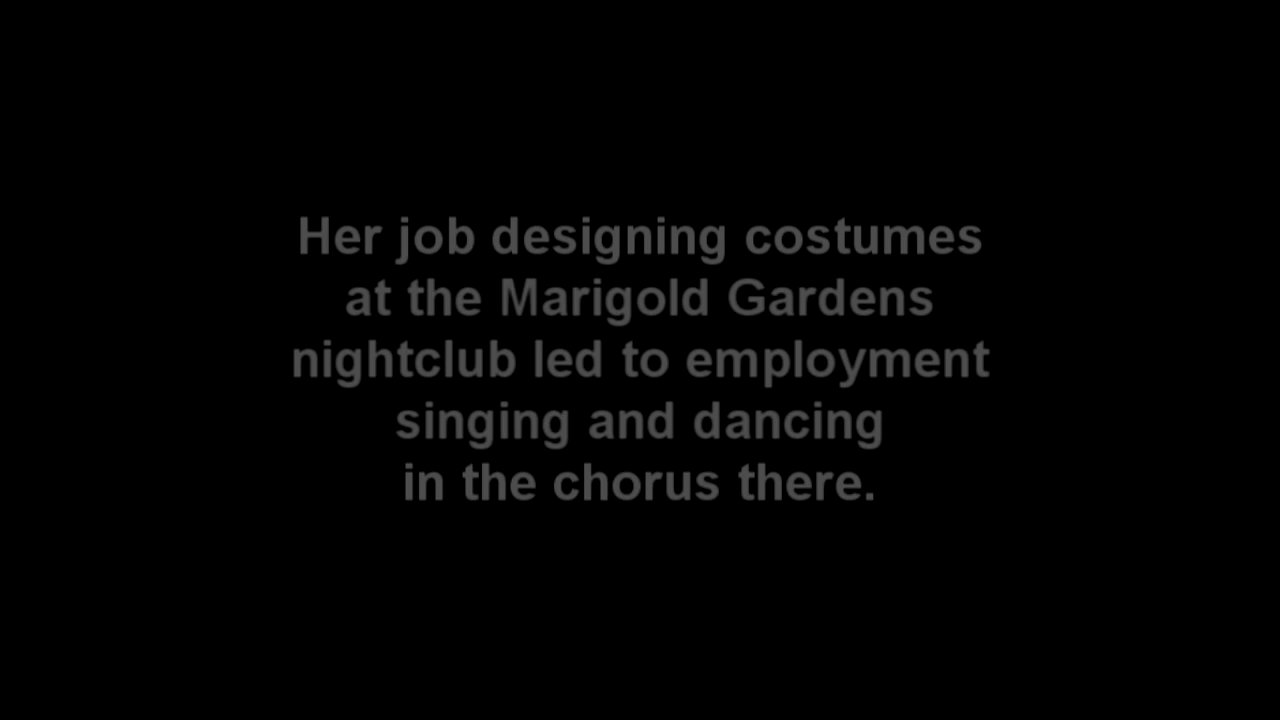 Her job designing costumes
at the Marigold Gardens
nightclub led to employment
singing and dancing
in the chorus there.